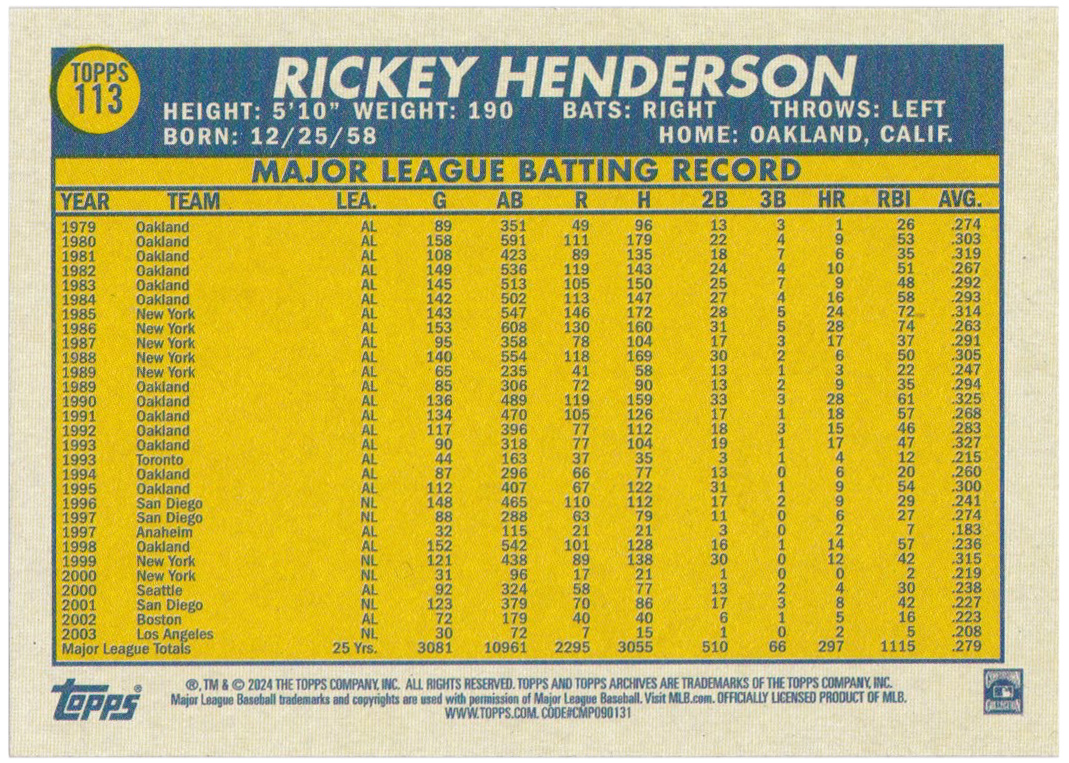 TOPPS
113
RICKEY HENDERSON
HEIGHT: 5'10" WEIGHT: 190 BATS: RIGHT THROWS: LEFT
BORN: 12/25/58 HOME: OAKLAND, CALIF.
MAJOR LEAGUE BATTING RECORD
YEAR TEAM LEA. G AB R H 2B 3B HR RBI AVG.
1979 Oakland AL 89 351 49 96 13 3 1 26 .274
1980 Oakland AL 158 591 111 179 22 4 9 53 .303
1981 Oakland AL 108 423 89 135 18 7 6 35 .319
1982 Oakland AL 149 536 119 143 24 4 10 51 .267
1983 Oakland AL 145 513 105 150 25 7 9 48 .292
1984 Oakland AL 142 502 113 147 27 4 16 58 .293
1985 New York AL 143 547 146 172 28 5 24 72 .314
1986 New York AL 153 608 130 160 31 5 28 74 .263
1987 New York AL 95 358 78 104 17 3 17 37 .291
1988 New York AL 140 554 118 169 30 2 6 50 .305
1989 New York AL 65 235 41 58 13 1 3 22 .247
1989 Oakland AL 85 306 72 90 13 2 9 35 .294
1990 Oakland AL 136 489 119 159 33 3 28 61 .325
1991 Oakland AL 134 470 105 126 17 1 18 57 .268
1992 Oakland AL 117 396 77 112 18 3 15 46 .283
1993 Oakland AL 90 318 77 104 19 1 17 47 .327
1993 Toronto AL 44 163 37 35 3 1 4 12 .215
1994 Oakland AL 87 296 66 77 13 0 6 20 .260
1995 Oakland AL 112 407 67 122 31 1 9 54 .300
1996 San Diego NL 148 465 110 112 17 2 9 29 .241
1997 San Diego NL 88 288 63 79 11 0 6 27 .274
1997 Anaheim AL 32 115 21 21 3 0 2 7 .183
1998 Oakland AL 152 542 101 128 16 1 14 57 .236
1999 New York NL 121 438 89 138 30 0 12 42 .315
2000 New York NL 31 96 17 21 1 0 0 2 .219
2000 Seattle AL 92 324 58 77 13 2 4 30 .238
2001 San Diego NL 123 379 70 86 17 3 8 42 .227
2002 Boston AL 72 179 40 40 6 1 5 16 .223
2003 Los Angeles NL 30 72 7 15 1 0 2 5 .208
Major League Totals 25 Yrs. 3081 10961 2295 3055 510 66 297 1115 .279
Topps
®, TM & © 2024 THE TOPPS COMPANY, INC. ALL RIGHTS RESERVED. TOPPS AND TOPPS ARCHIVES ARE TRADEMARKS OF THE TOPPS COMPANY, INC.
Major League Baseball trademarks and copyrights are used with permission of Major League Baseball. Visit MLB.com. OFFICIALLY LICENSED PRODUCT OF MLB.
WWW.TOPPS.COM. CODE#CMP090131
COOPERSTOWN
COLLECTION